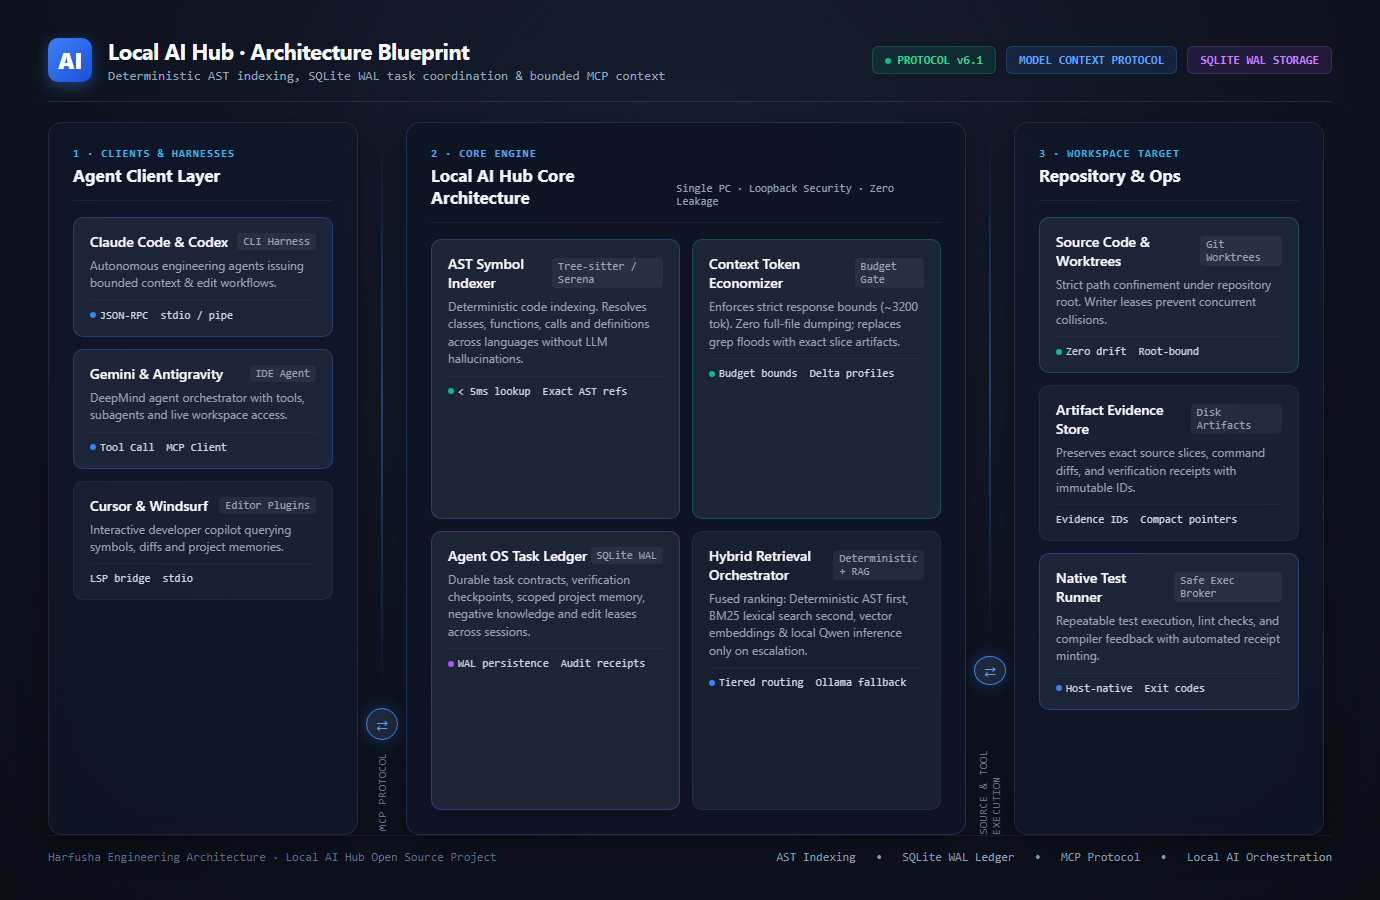 AI
Local AI Hub · Architecture Blueprint
Deterministic AST indexing, SQLite WAL task coordination & bounded MCP context
PROTOCOL v6.1
MODEL CONTEXT PROTOCOL
SQLITE WAL STORAGE
1 · CLIENTS & HARNESSES
Agent Client Layer
Claude Code & Codex
CLI Harness
Autonomous engineering agents issuing
bounded context & edit workflows.
JSON-RPC stdio / pipe
Gemini & Antigravity
IDE Agent
DeepMind agent orchestrator with tools,
subagents and live workspace access.
Tool Call MCP Client
Cursor & Windsurf
Editor Plugins
Interactive developer copilot querying
symbols, diffs and project memories.
LSP bridge stdio
⇄
MCP PROTOCOL
2 · CORE ENGINE
Local AI Hub Core
Architecture
Single PC · Loopback Security · Zero
Leakage
AST Symbol
Indexer
Tree-sitter /
Serena
Deterministic code indexing. Resolves
classes, functions, calls and definitions
across languages without LLM
hallucinations.
< 5ms lookup Exact AST refs
Context Token
Economizer
Budget
Gate
Enforces strict response bounds (~3200
tok). Zero full-file dumping; replaces
grep floods with exact slice artifacts.
Budget bounds Delta profiles
Agent OS Task Ledger
SQLite WAL
Durable task contracts, verification
checkpoints, scoped project memory,
negative knowledge and edit leases
across sessions.
WAL persistence Audit receipts
Hybrid Retrieval
Orchestrator
Deterministic
+ RAG
Fused ranking: Deterministic AST first,
BM25 lexical search second, vector
embeddings & local Qwen inference
only on escalation.
Tiered routing Ollama fallback
⇄
SOURCE & TOOL
EXECUTION
3 · WORKSPACE TARGET
Repository & Ops
Source Code &
Worktrees
Git
Worktrees
Strict path confinement under repository
root. Writer leases prevent concurrent
collisions.
Zero drift Root-bound
Artifact Evidence
Store
Disk
Artifacts
Preserves exact source slices, command
diffs, and verification receipts with
immutable IDs.
Evidence IDs Compact pointers
Native Test
Runner
Safe Exec
Broker
Repeatable test execution, lint checks, and
compiler feedback with automated receipt
minting.
Host-native Exit codes
Harfusha Engineering Architecture · Local AI Hub Open Source Project
AST Indexing • SQLite WAL Ledger • MCP Protocol • Local AI Orchestration